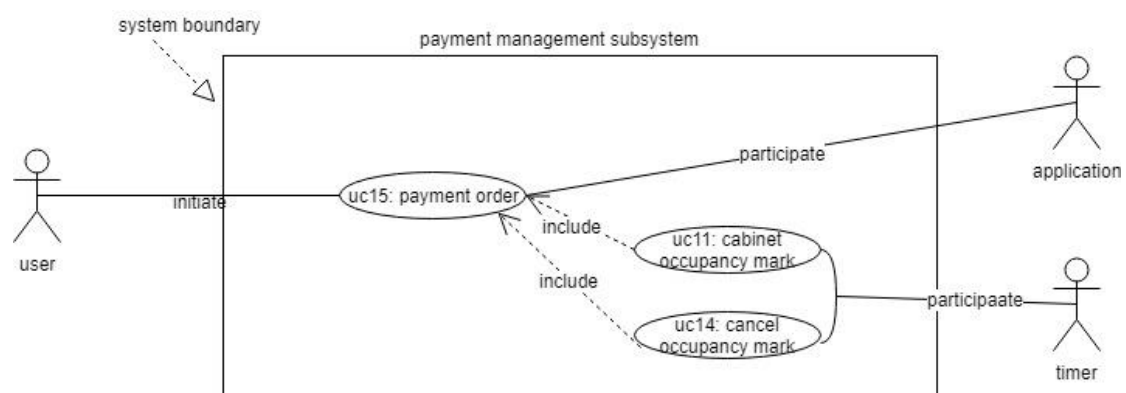 system boundary
payment management subsystem
participate
application
uc15: payment order
initiate
user
include
uc11: cabinet
occupancy mark
include
participaate
uc14: cancel
occupancy mark
timer